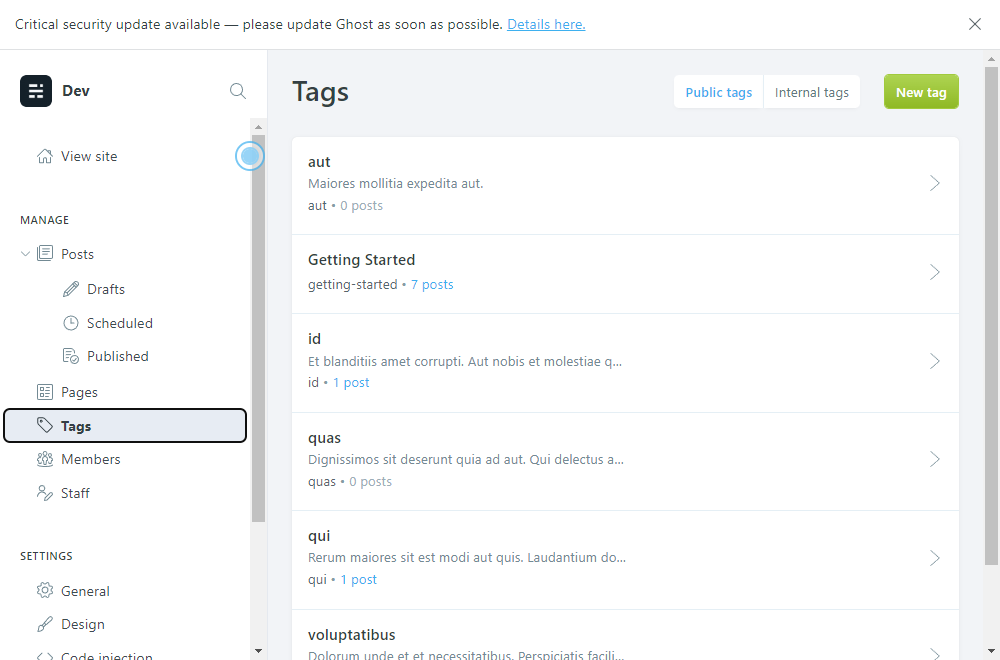 Critical security update available — please update Ghost as soon as possible. Details here.
Dev
View site
MANAGE
Posts
Drafts
Scheduled
Published
Pages
Tags
Members
Staff
SETTINGS
General
Design
Code injection
Tags
Public tags
Internal tags
New tag
aut
Maiores mollitia expedita aut.
aut • 0 posts
Getting Started
getting-started • 7 posts
id
Et blanditiis amet corrupti. Aut nobis et molestiae q...
id • 1 post
quas
Dignissimos sit deserunt quia ad aut. Qui delectus a...
quas • 0 posts
qui
Rerum maiores sit est modi aut quis. Laudantium do...
qui • 1 post
voluptatibus
Dolorum unde et et necessitatibus. Perspiciatis facili...